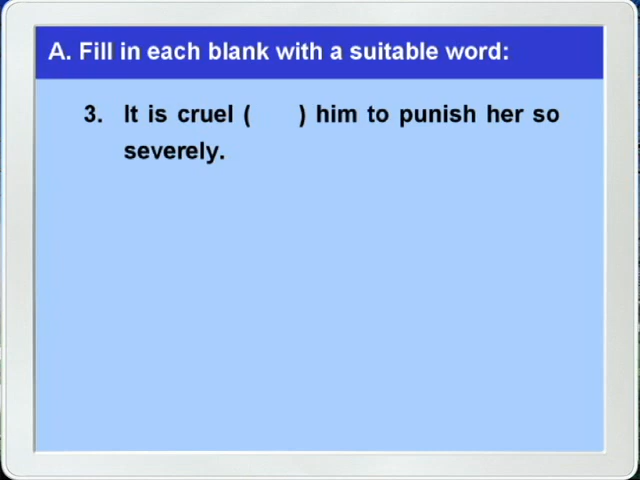 A. Fill in each blank with a suitable word:
3. It is cruel (    ) him to punish her so
severely.